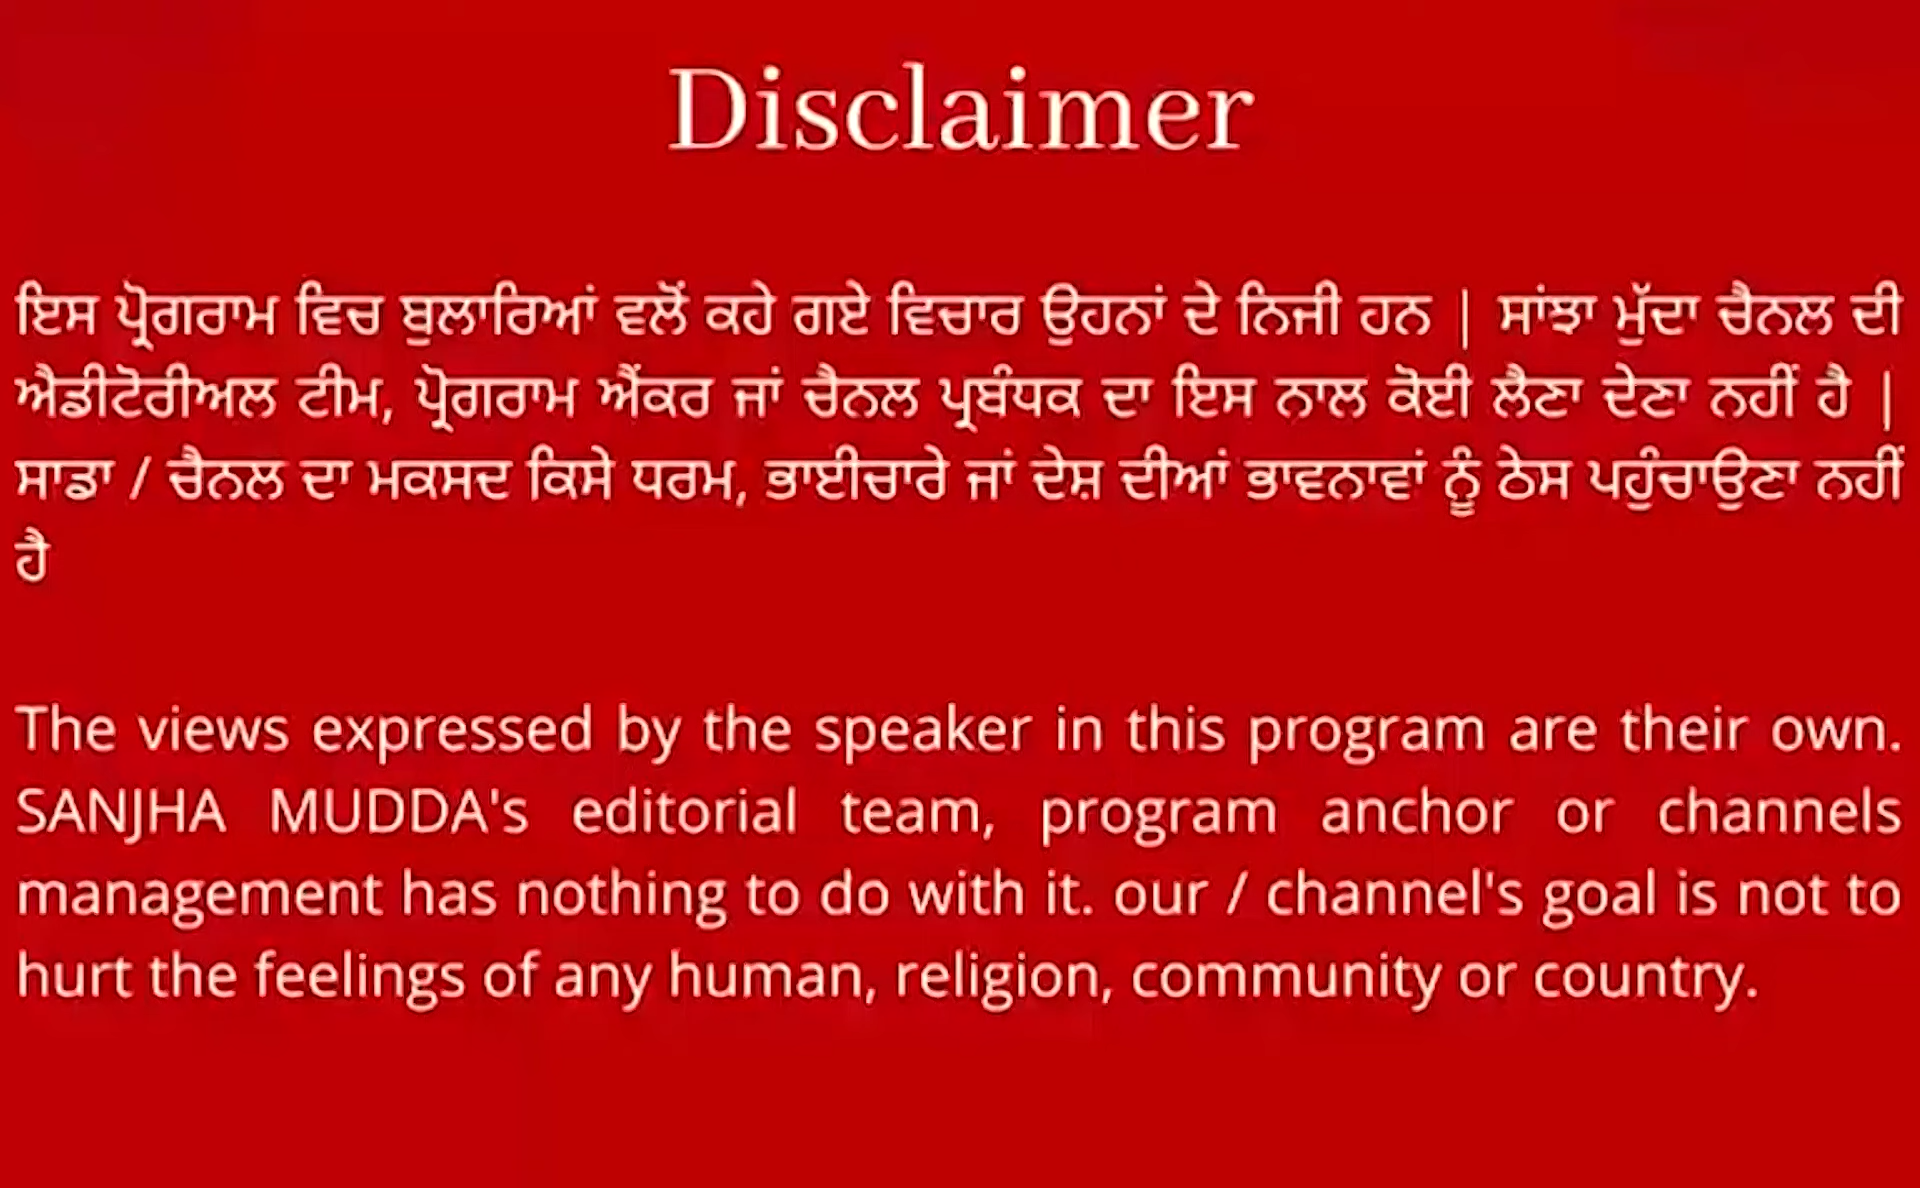 Disclaimer
ਇਸ ਪ੍ਰੋਗਰਾਮ ਵਿਚ ਬੁਲਾਰਿਆਂ ਵਲੋਂ ਕਹੇ ਗਏ ਵਿਚਾਰ ਉਹਨਾਂ ਦੇ ਨਿਜੀ ਹਨ | ਸਾਂਝਾ ਮੁੱਦਾ ਚੈਨਲ ਦੀ
ਐਡੀਟੋਰੀਅਲ ਟੀਮ, ਪ੍ਰੋਗਰਾਮ ਐਂਕਰ ਜਾਂ ਚੈਨਲ ਪ੍ਰਬੰਧਕ ਦਾ ਇਸ ਨਾਲ ਕੋਈ ਲੈਣਾ ਦੇਣਾ ਨਹੀਂ ਹੈ |
ਸਾਡਾ / ਚੈਨਲ ਦਾ ਮਕਸਦ ਕਿਸੇ ਧਰਮ, ਭਾਈਚਾਰੇ ਜਾਂ ਦੇਸ਼ ਦੀਆਂ ਭਾਵਨਾਵਾਂ ਨੂੰ ਠੇਸ ਪਹੁੰਚਾਉਣਾ ਨਹੀਂ
ਹੈ
The views expressed by the speaker in this program are their own.
SANJHA MUDDA's editorial team, program anchor or channels
management has nothing to do with it. our / channel's goal is not to
hurt the feelings of any human, religion, community or country.